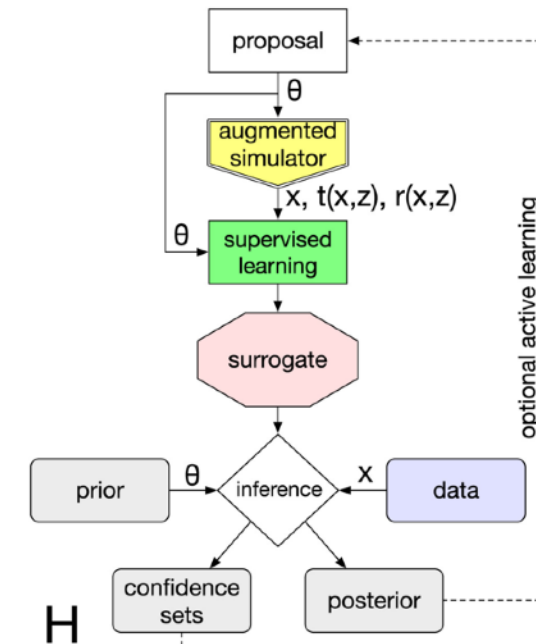 proposal
θ
augmented
simulator
x, t(x,z), r(x,z)
θ
supervised
learning
optional active learning
surrogate
prior
θ
inference
x
data
confidence
sets
posterior
H